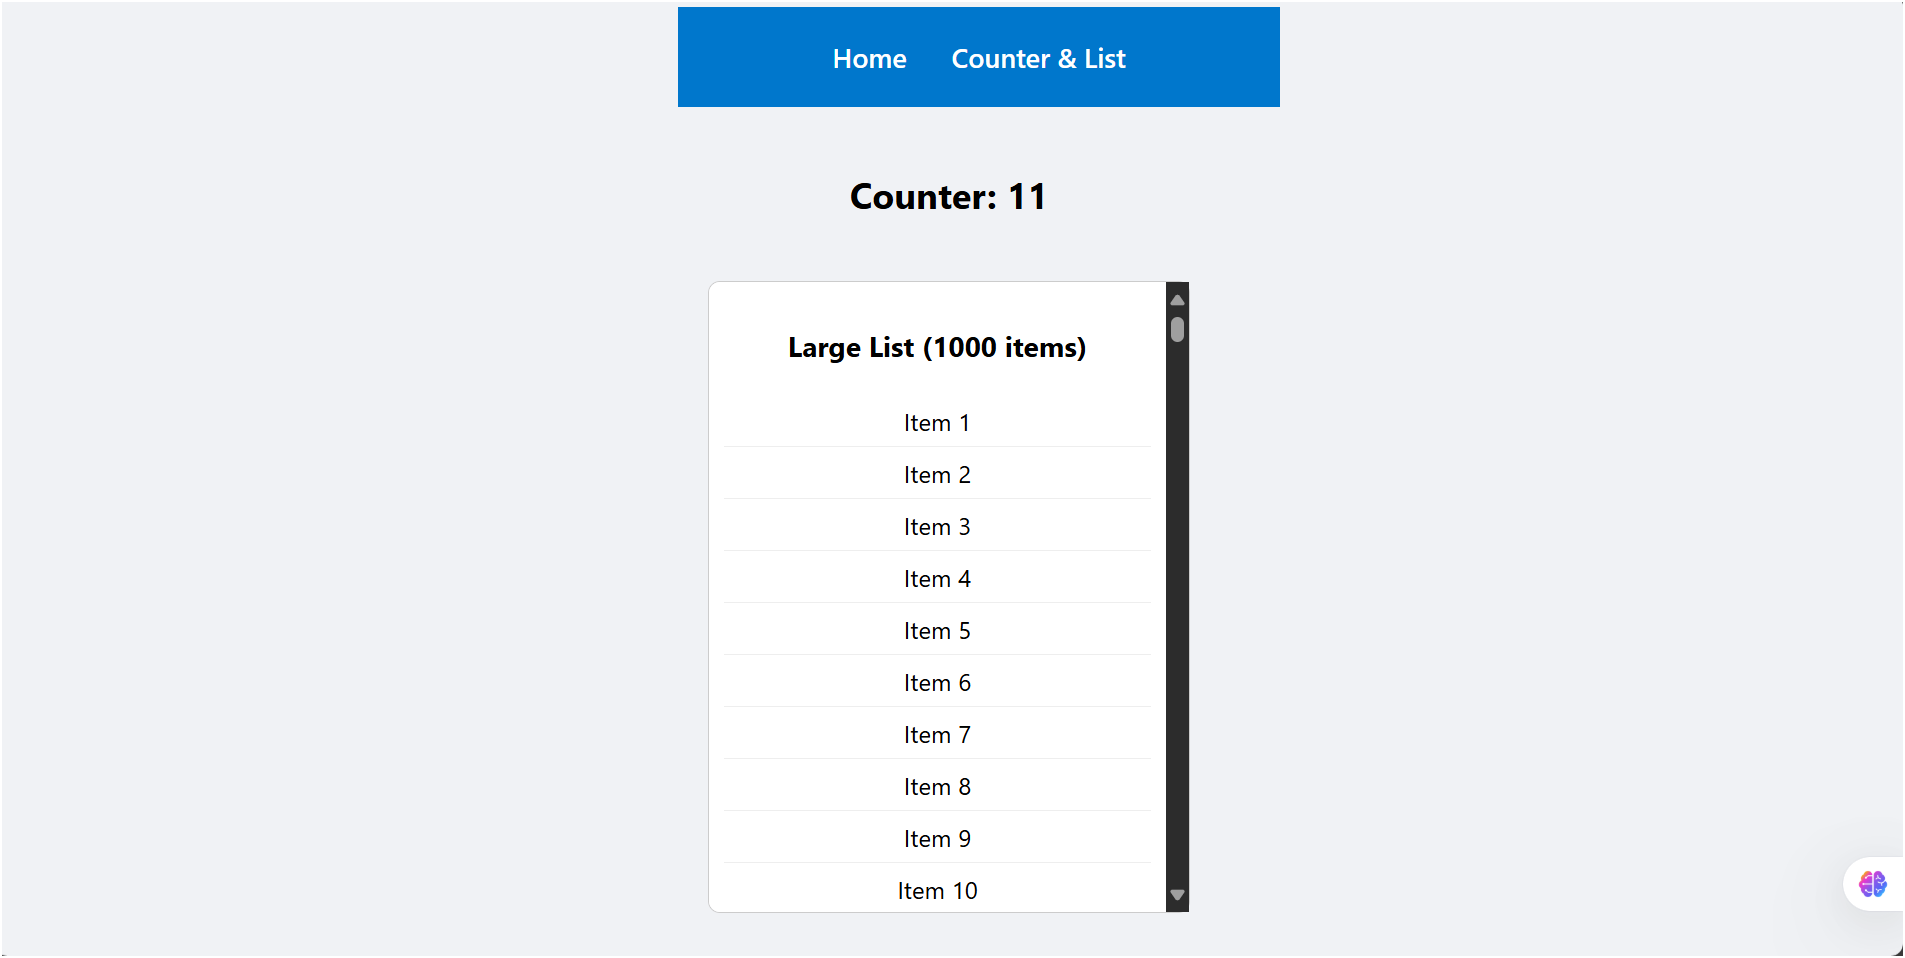 Home Counter & List
Counter: 11
Large List (1000 items)
Item 1
Item 2
Item 3
Item 4
Item 5
Item 6
Item 7
Item 8
Item 9
Item 10